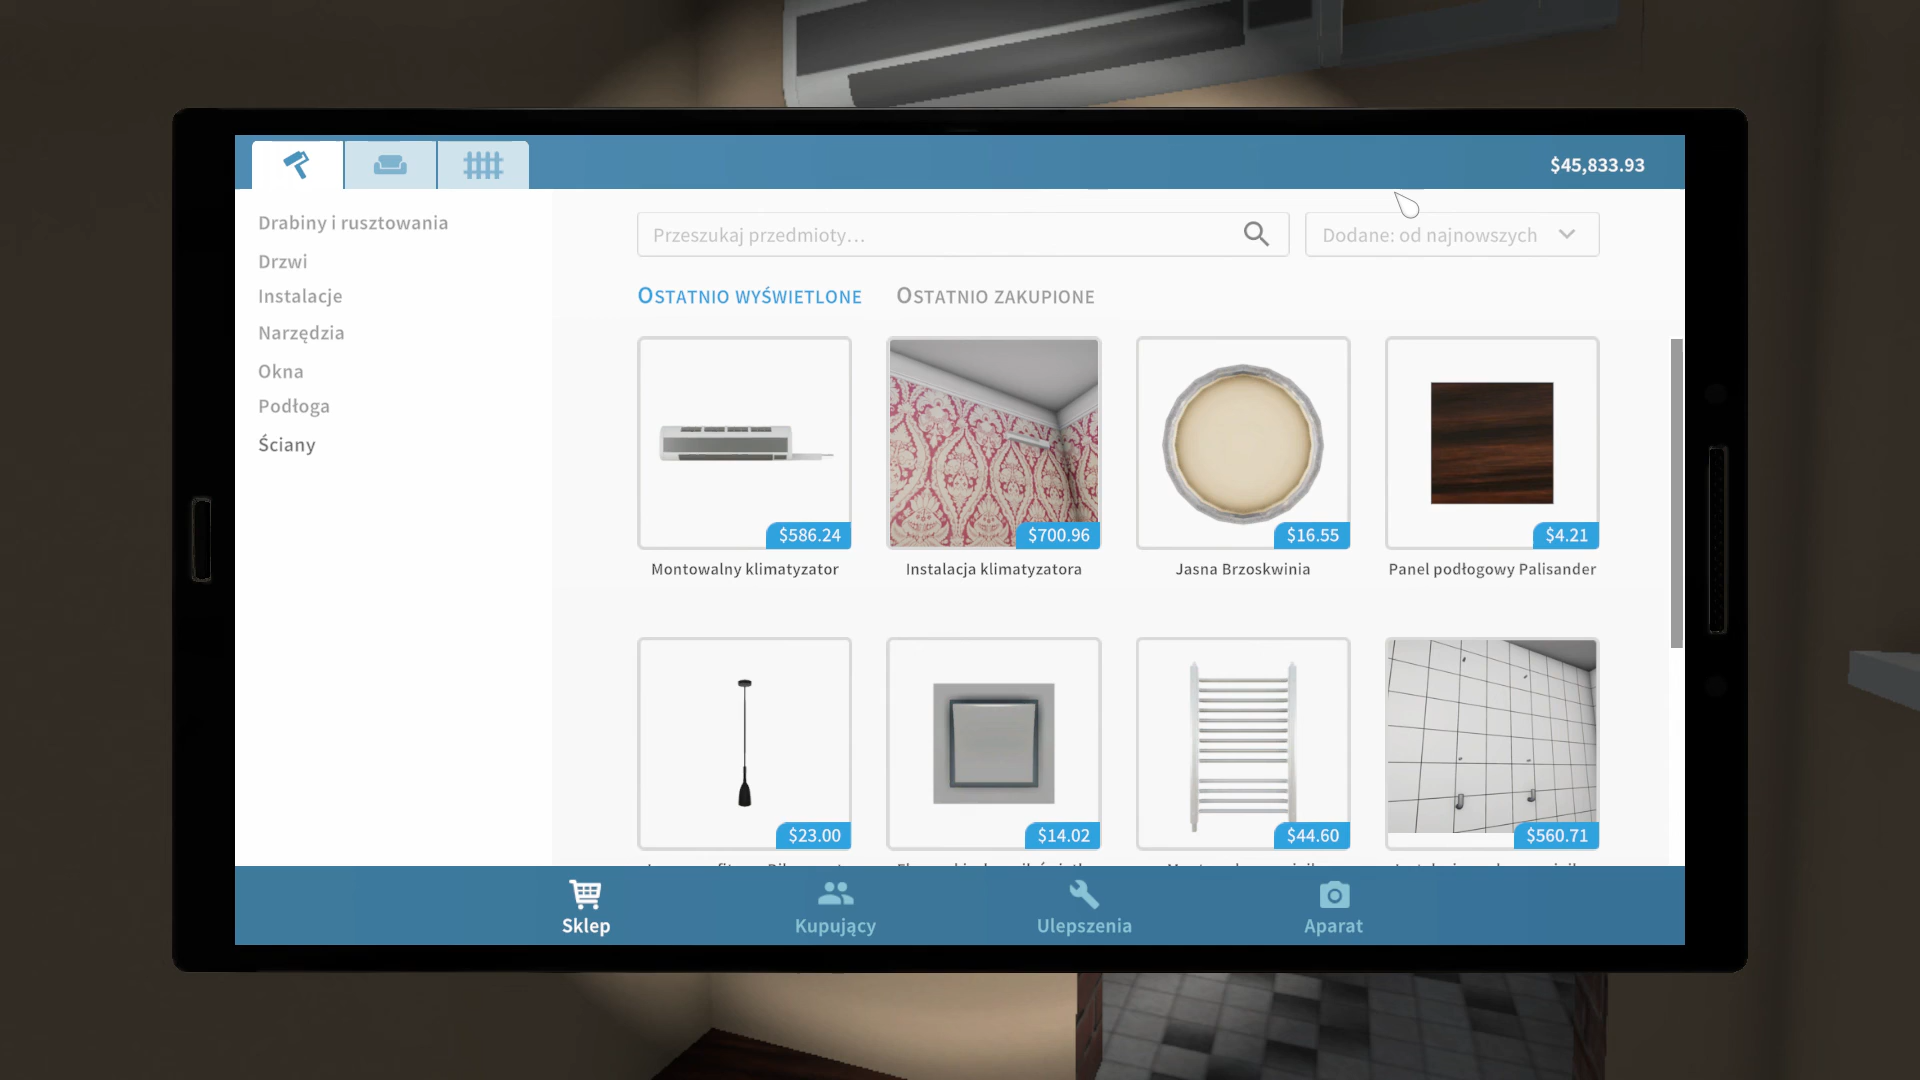 $45,833.93
Drabiny i rusztowania
Drzwi
Instalacje
Narzędzia
Okna
Podłoga
Ściany
Przeszukaj przedmioty...
Dodane: od najnowszych
OSTATNIO WYŚWIETLONE
OSTATNIO ZAKUPIONE
$586.24
$700.96
$16.55
$4.21
Montowalny klimatyzator
Instalacja klimatyzatora
Jasna Brzoskwinia
Panel podłogowy Palisander
$23.00
$14.02
$44.60
$560.71
Sklep
Kupujący
Ulepszenia
Aparat